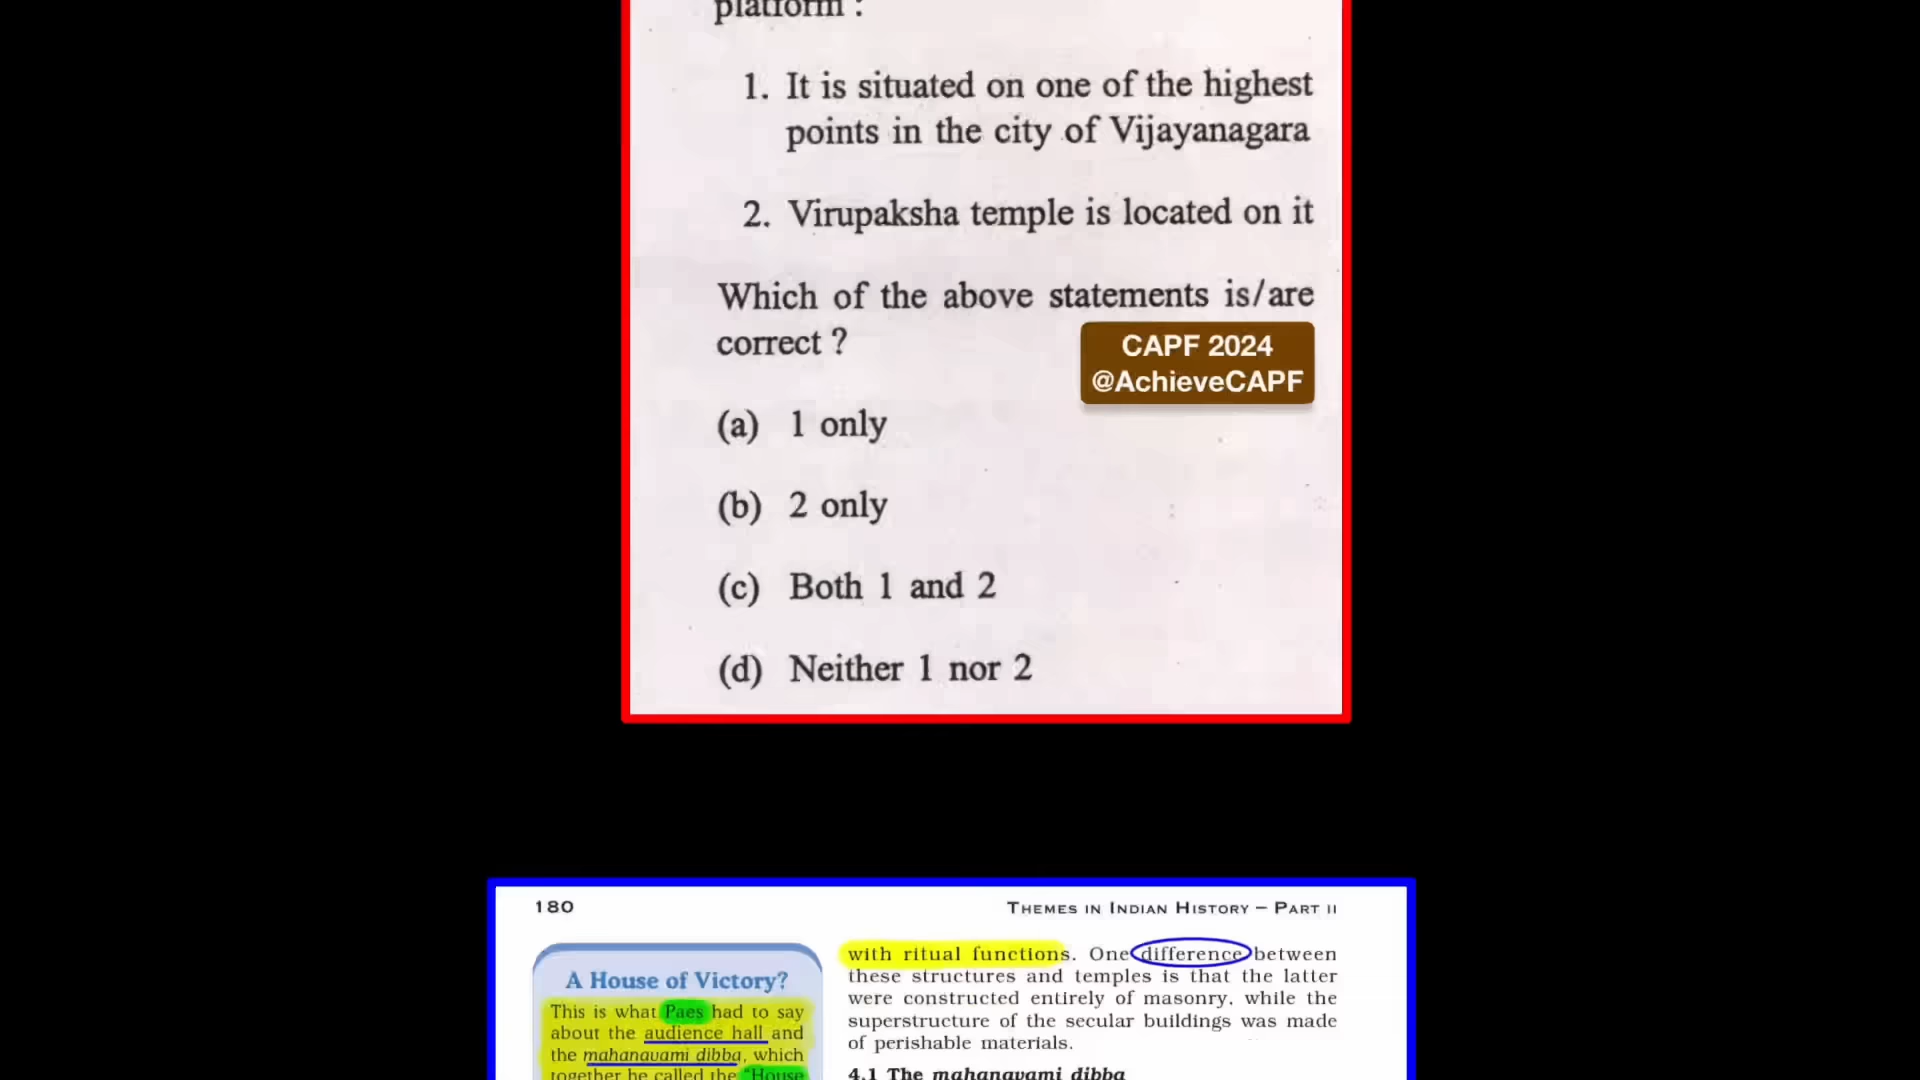 platform :
1. It is situated on one of the highest
points in the city of Vijayanagara
2. Virupaksha temple is located on it
Which of the above statements is/are
correct ?
CAPF 2024
@AchieveCAPF
(a) 1 only
(b) 2 only
(c) Both 1 and 2
(d) Neither 1 nor 2
180
THEMES IN INDIAN HISTORY – PART II
A House of Victory?
This is what Paes had to say
about the audience hall and
the mahanavami dibba, which
together he called the "House
with ritual functions. One difference between
these structures and temples is that the latter
were constructed entirely of masonry, while the
superstructure of the secular buildings was made
of perishable materials.
4.1 The mahanavami dibba